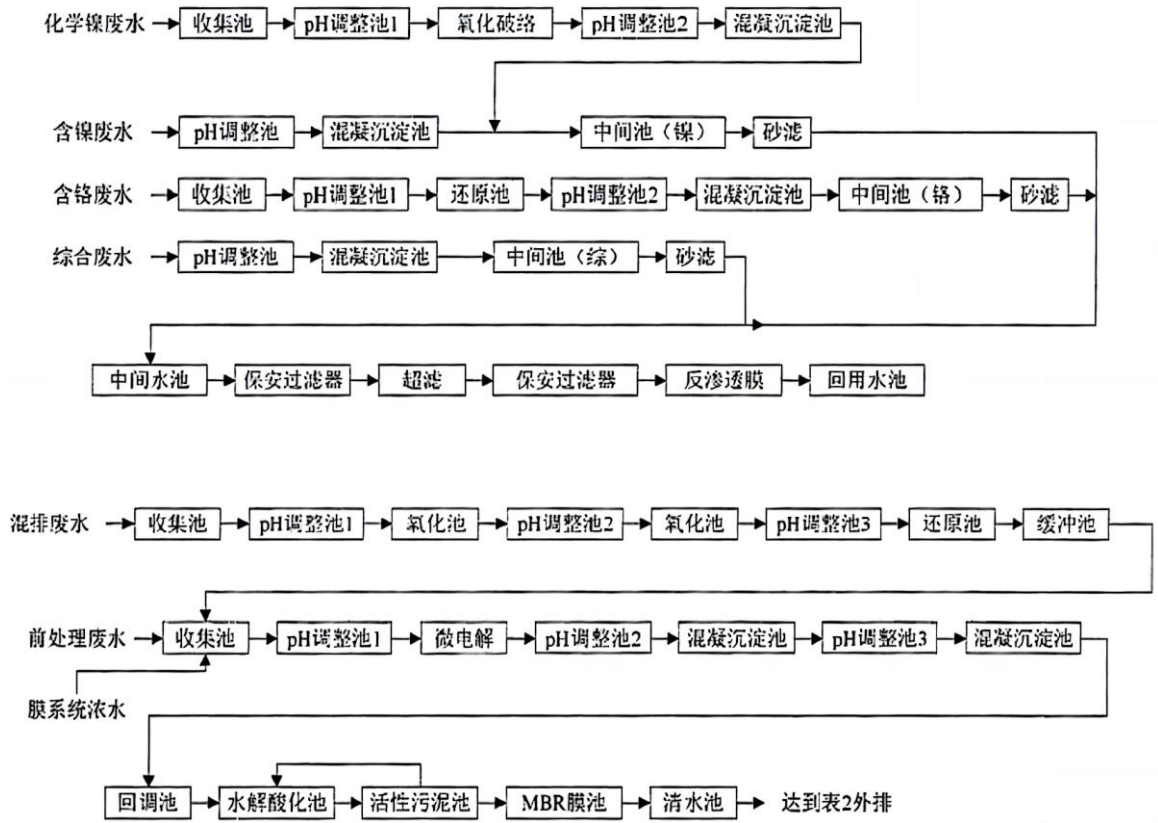 化学镍废水 收集池 pH调整池1 氧化破络 pH调整池2 混凝沉淀池
含镍废水 pH调整池 混凝沉淀池 中间池（镍） 砂滤
含铬废水 收集池 pH调整池1 还原池 pH调整池2 混凝沉淀池 中间池（铬） 砂滤
综合废水 pH调整池 混凝沉淀池 中间池（综） 砂滤
中间水池 保安过滤器 超滤 保安过滤器 反渗透膜 回用水池
混排废水 收集池 pH调整池1 氧化池 pH调整池2 氧化池 pH调整池3 还原池 缓冲池
前处理废水 收集池 pH调整池1 微电解 pH调整池2 混凝沉淀池 pH调整池3 混凝沉淀池
膜系统浓水
回调池 水解酸化池 活性污泥池 MBR膜池 清水池 达到表2外排